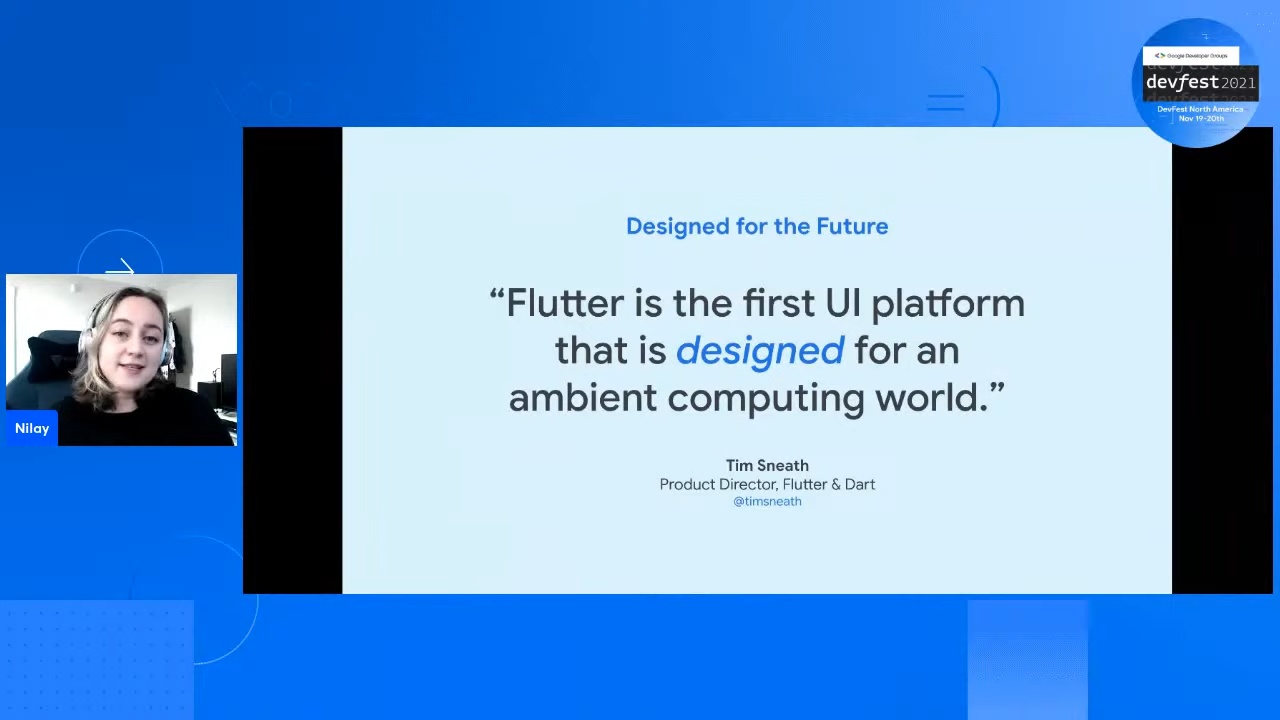 Google Developer Groups
devfest 2021
DevFest North America
Nov 19-20th
Designed for the Future
“Flutter is the first UI platform
that is designed for an
ambient computing world.”
Tim Sneath
Product Director, Flutter & Dart
@timsneath
Nilay